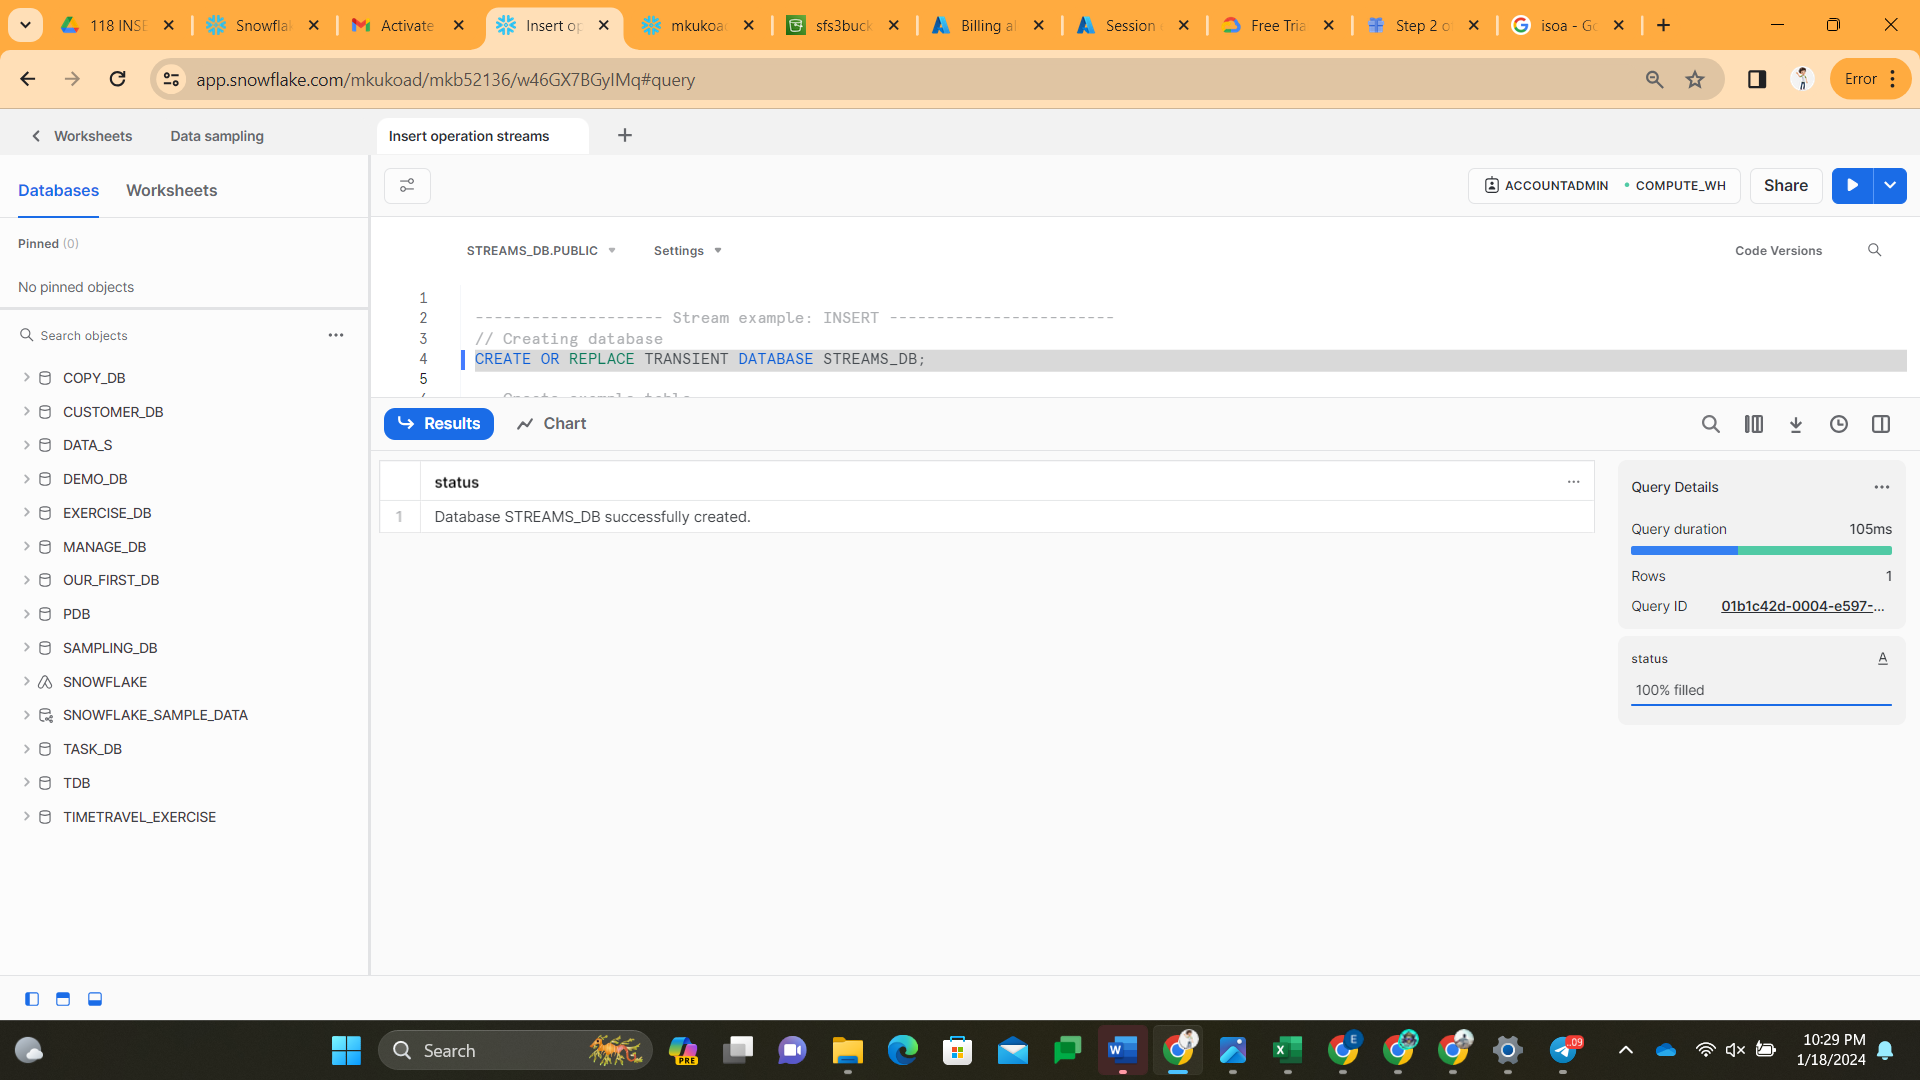 118 INSE
Snowflak
Activate
Insert op
mkukoad
sfs3buck
Billing al
Session
Free Tria
Step 2 o
isoa - Go
app.snowflake.com/mkukoad/mkb52136/w46GX7BGyIMq#query
Error
Worksheets
Data sampling
Insert operation streams
Databases
Worksheets
ACCOUNTADMIN
COMPUTE_WH
Share
Pinned (0)
No pinned objects
STREAMS_DB.PUBLIC
Settings
Code Versions
Search objects
1
2 -------------------- Stream example: INSERT ------------------------
3 // Creating database
4 CREATE OR REPLACE TRANSIENT DATABASE STREAMS_DB;
5
COPY_DB
CUSTOMER_DB
DATA_S
DEMO_DB
EXERCISE_DB
MANAGE_DB
OUR_FIRST_DB
PDB
SAMPLING_DB
SNOWFLAKE
SNOWFLAKE_SAMPLE_DATA
TASK_DB
TDB
TIMETRAVEL_EXERCISE
Results
Chart
status
1 Database STREAMS_DB successfully created.
Query Details
Query duration 105ms
Rows 1
Query ID 01b1c42d-0004-e597-...
status A
100% filled
Search
PRE
W
X
E
.09
10:29 PM
1/18/2024